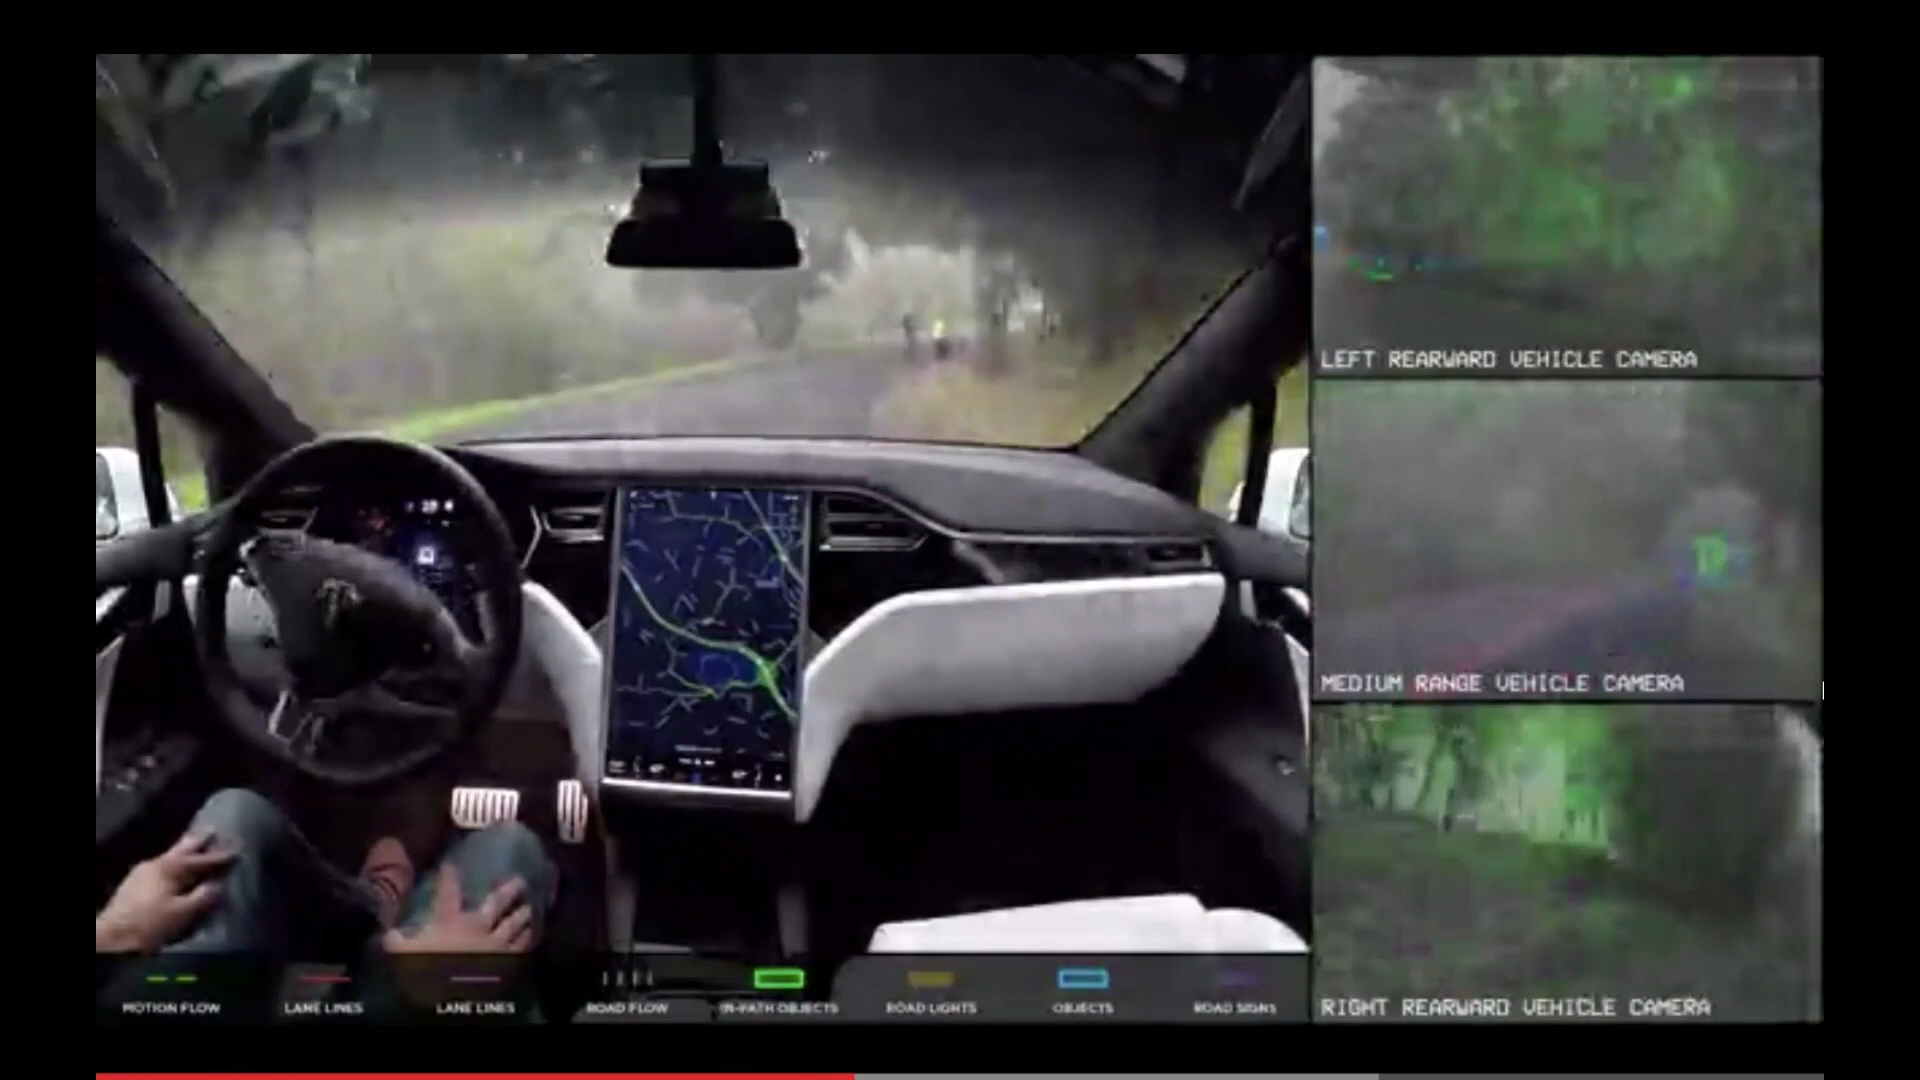 LEFT REARWARD VEHICLE CAMERA
MEDIUM RANGE VEHICLE CAMERA
RIGHT REARWARD VEHICLE CAMERA
MOTION FLOW
LANE LINES
LANE LINES
ROAD FLOW
IN-PATH OBJECTS
ROAD LIGHTS
OBJECTS
ROAD SIGNS